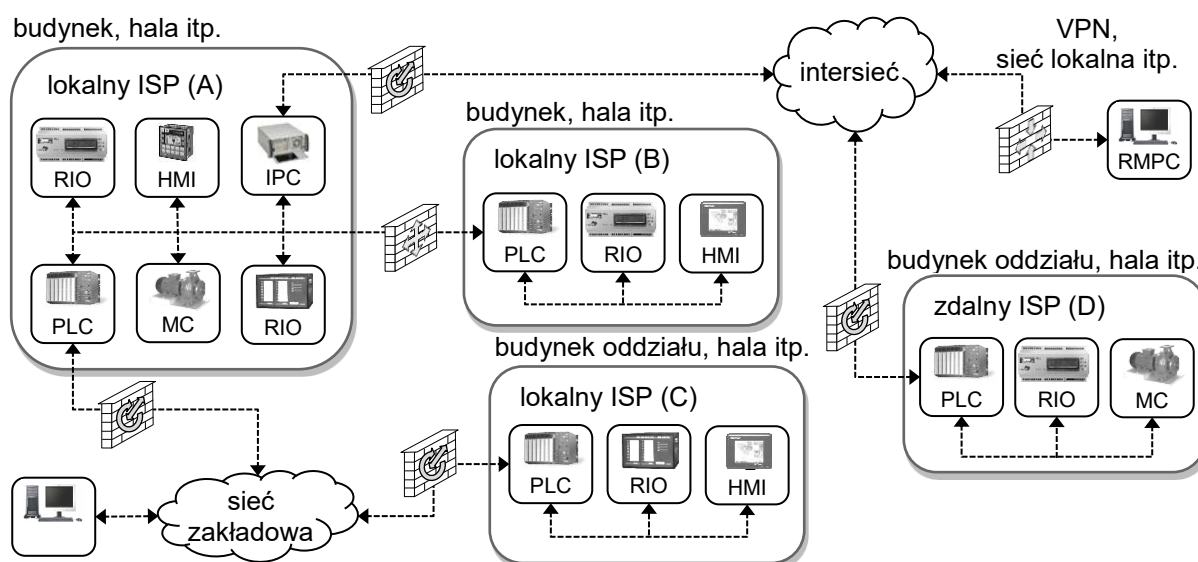 budynek, hala itp.
lokalny ISP (A)
RIO
HMI
IPC
PLC
MC
RIO
budynek, hala itp.
lokalny ISP (B)
PLC
RIO
HMI
intersieć
VPN,
sieć lokalna itp.
RMPC
budynek oddziału, hala itp.
zdalny ISP (D)
PLC
RIO
MC
budynek oddziału, hala itp.
lokalny ISP (C)
PLC
RIO
HMI
sieć
zakładowa